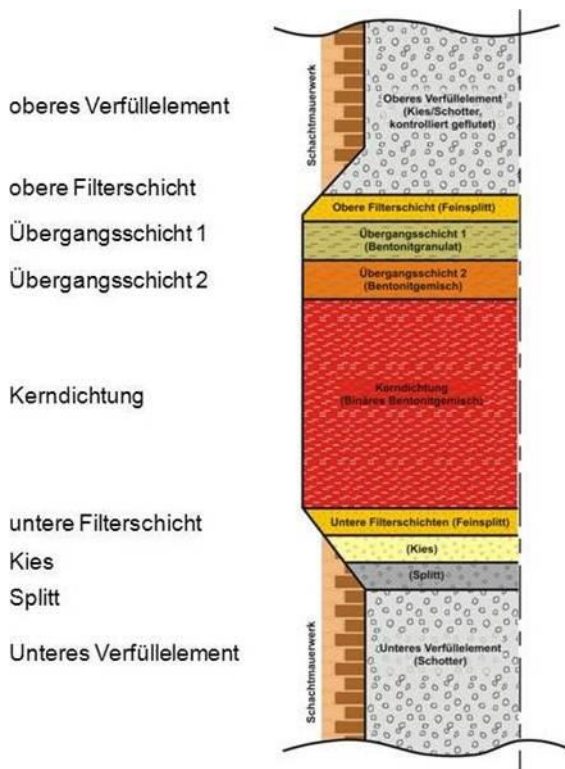 oberes Verfüllelement
obere Filterschicht
Übergangsschicht 1
Übergangsschicht 2
Kerndichtung
untere Filterschicht
Kies
Splitt
Unteres Verfüllelement
Schachtmauerwerk
Oberes Verfüllelement
(Kies/Schotter,
kontrolliert geflutet)
Obere Filterschicht (Feinsplitt)
Übergangsschicht 1
(Bentonitgranulat)
Übergangsschicht 2
(Bentonitgemisch)
Kerndichtung
(Binäres Bentonitgemisch)
Untere Filterschichten (Feinsplitt)
(Kies)
(Splitt)
Schachtmauerwerk
Unteres Verfüllelement
(Schotter)